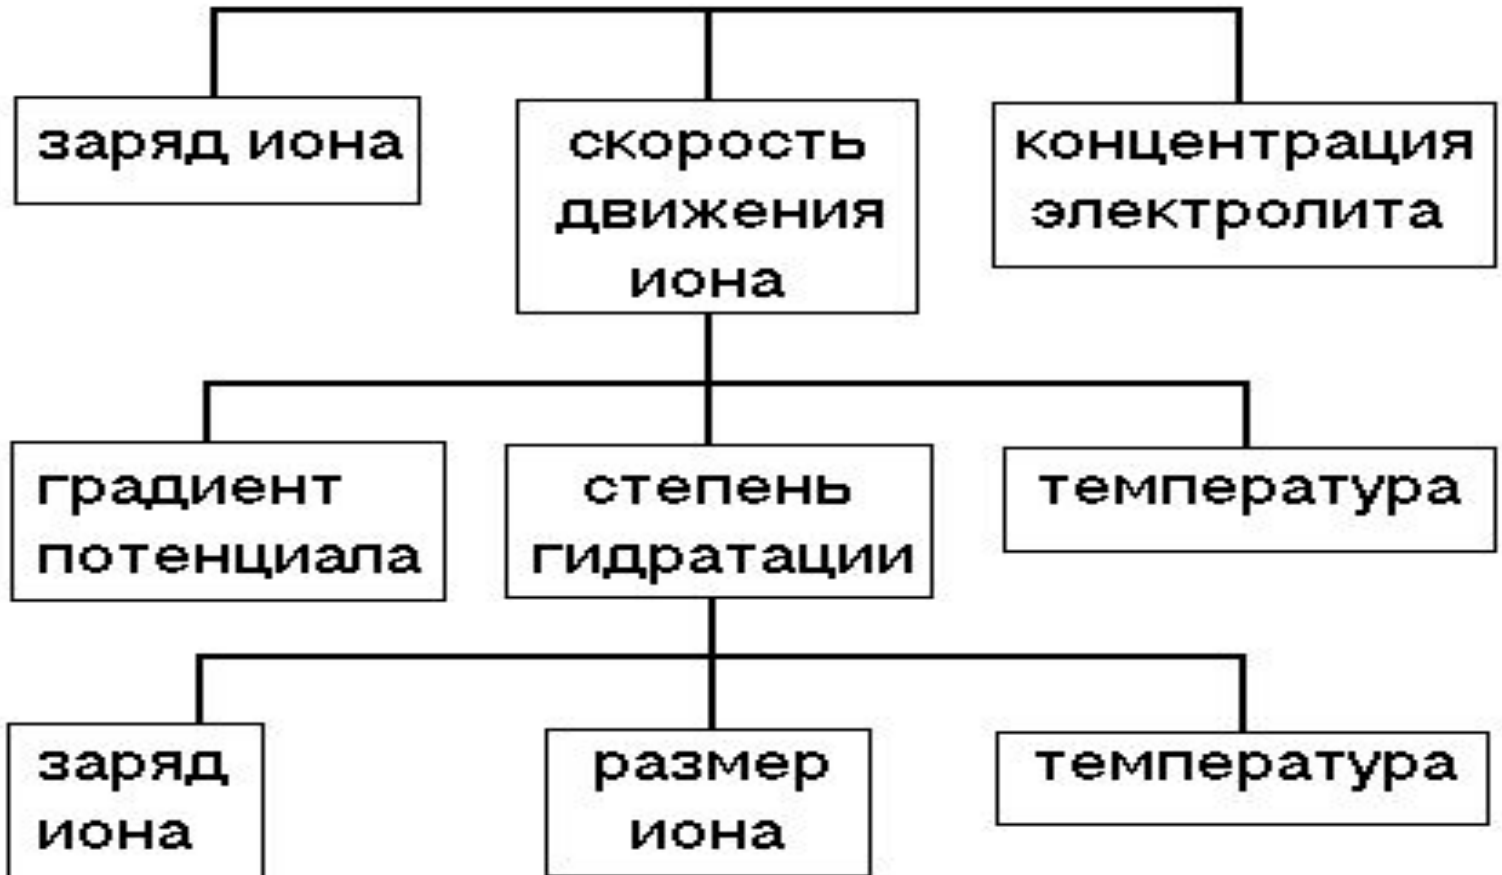 заряд иона
скорость
движения
иона
концентрация
электролита
градиент
потенциала
степень
гидратации
температура
заряд
иона
размер
иона
температура